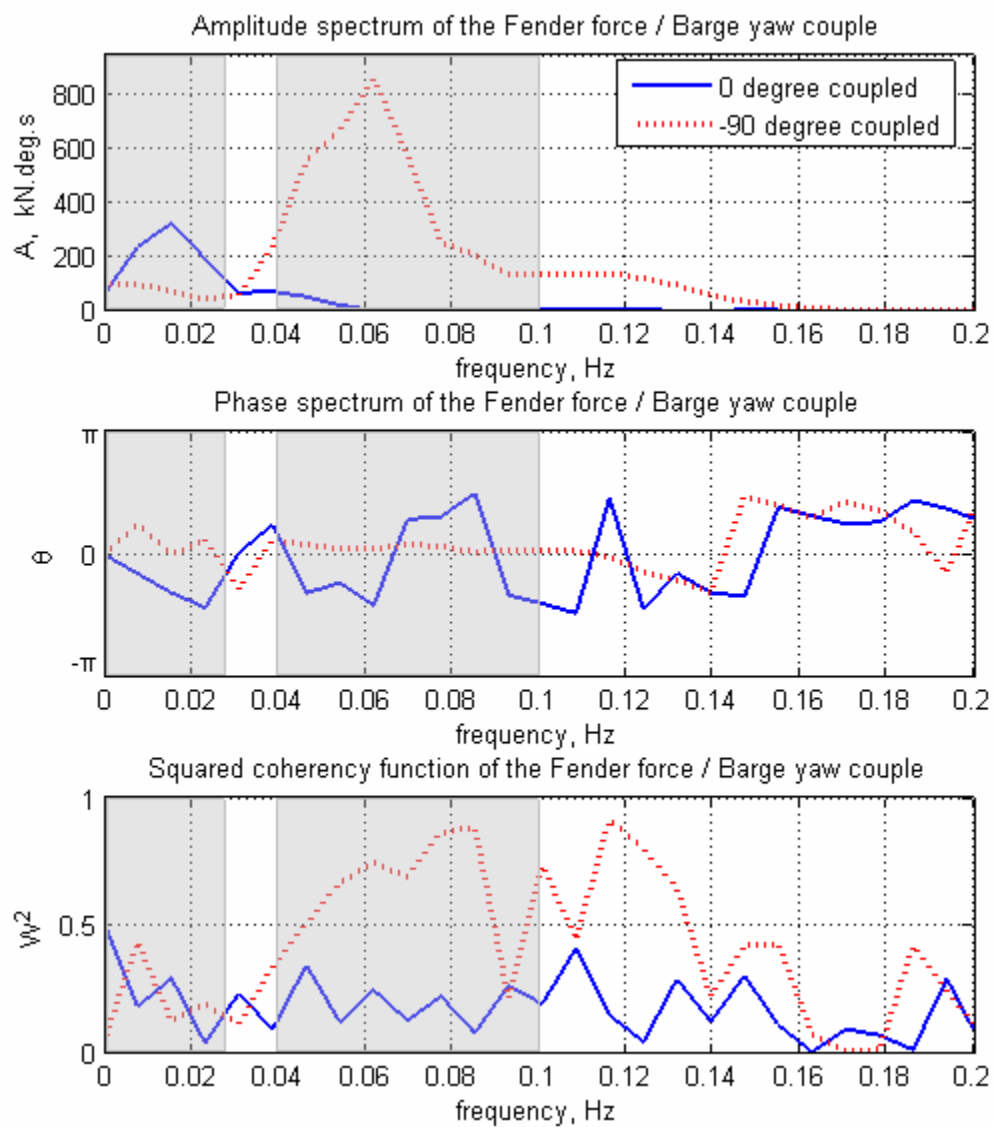 Amplitude spectrum of the Fender force / Barge yaw couple
800
600
400
200
0
A, kN.deg.s
0 degree coupled
-90 degree coupled
0 0.02 0.04 0.06 0.08 0.1 0.12 0.14 0.16 0.18 0.2
frequency, Hz
Phase spectrum of the Fender force / Barge yaw couple
π
0
-π
θ
0 0.02 0.04 0.06 0.08 0.1 0.12 0.14 0.16 0.18 0.2
frequency, Hz
Squared coherency function of the Fender force / Barge yaw couple
1
0.5
0
W²
0 0.02 0.04 0.06 0.08 0.1 0.12 0.14 0.16 0.18 0.2
frequency, Hz